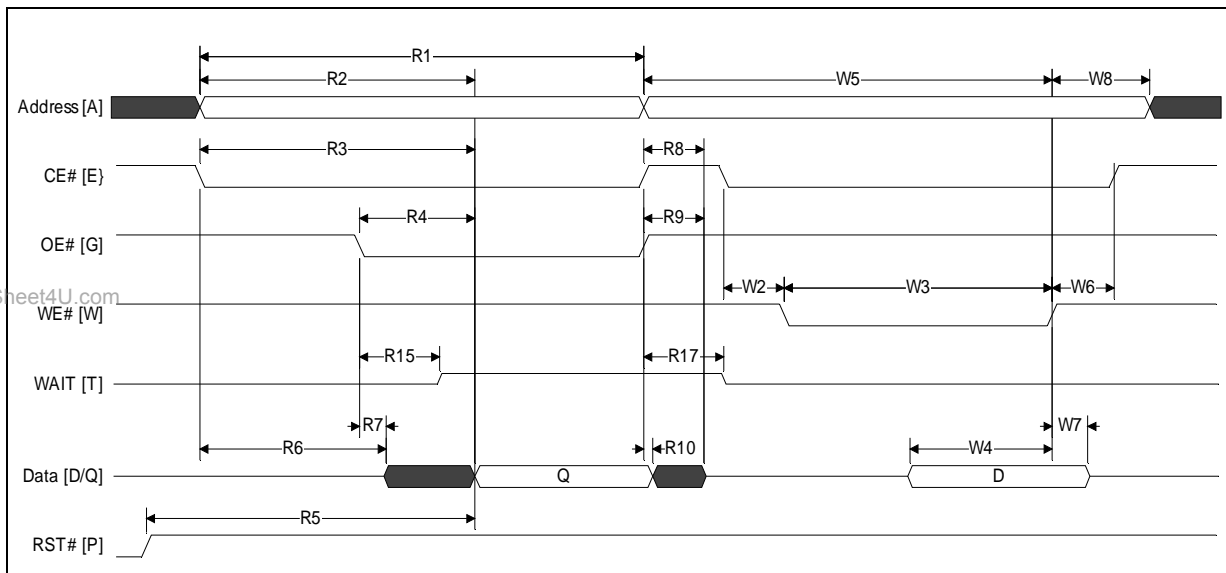 R1
R2
W5
W8
Address [A]
R3
R8
CE# [E}
R4
R9
OE# [G]
heet4U.com
W2
W3
W6
WE# [W]
R15
R17
WAIT [T]
R7
W7
R6
R10
W4
Data [D/Q]
Q
D
R5
RST# [P]